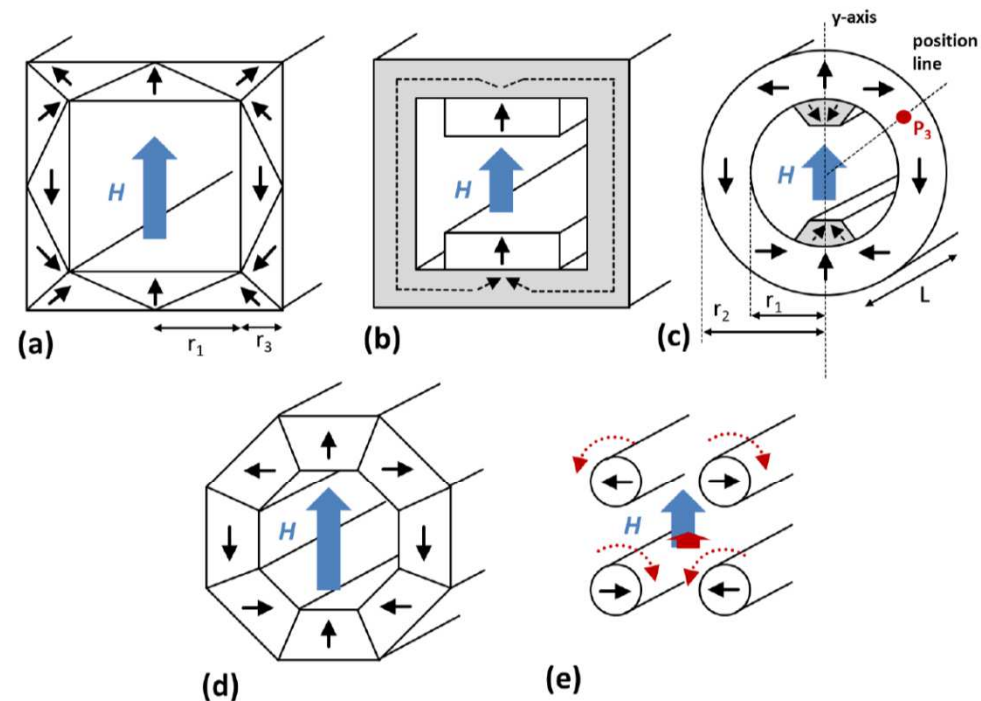 H
r₁
r₃
(a)
H
(b)
y-axis
position
line
P₃
H
r₂
r₁
L
(c)
H
(d)
H
(e)